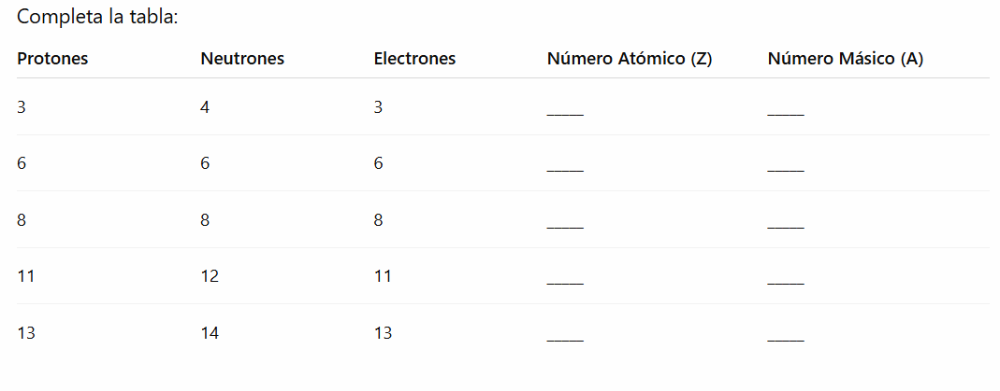 Completa la tabla:
Protones Neutrones Electrones Número Atómico (Z) Número Másico (A)
3 4 3 _____ _____
6 6 6 _____ _____
8 8 8 _____ _____
11 12 11 _____ _____
13 14 13 _____ _____